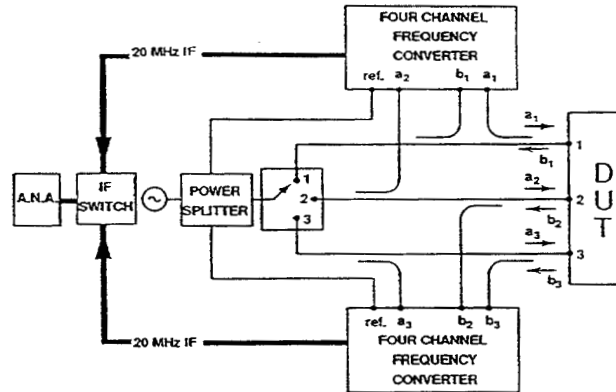 FOUR CHANNEL
FREQUENCY
CONVERTER
ref. a2 b1 a1
20 MHz IF
a1
1
b1
a2
2
b2
a3
3
b3
D
U
T
A.N.A.
IF
SWITCH
POWER
SPLITTER
1
2
3
ref. a3 b2 b3
20 MHz IF
FOUR CHANNEL
FREQUENCY
CONVERTER